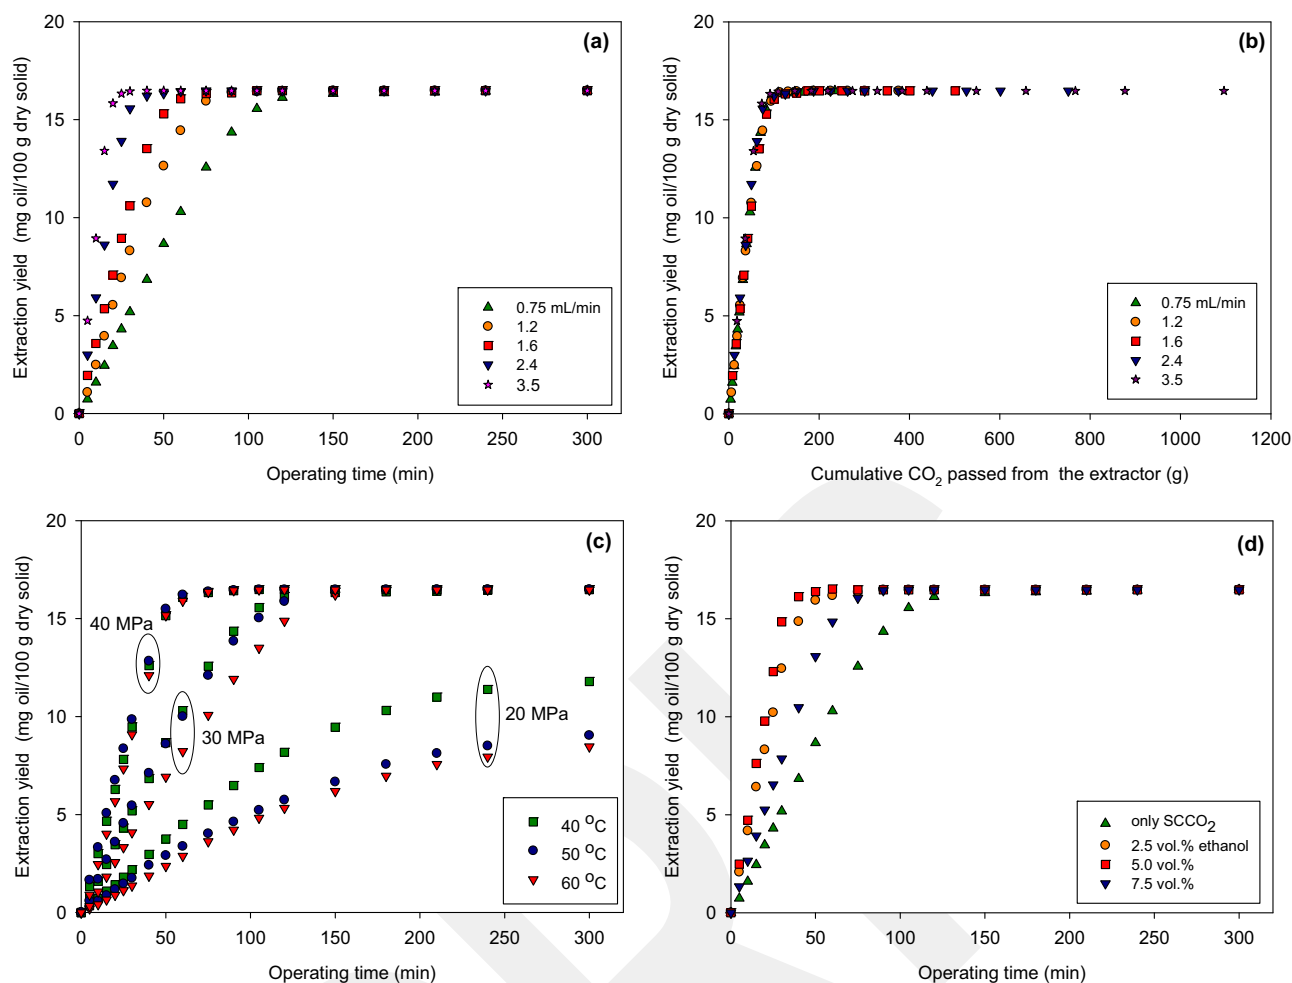 (a)
Extraction yield (mg oil/100 g dry solid)
20
15
10
5
0
0.75 mL/min
1.2
1.6
2.4
3.5
0 50 100 150 200 250 300
Operating time (min)
(b)
Extraction yield (mg oil/100 g dry solid)
20
15
10
5
0
0.75 mL/min
1.2
1.6
2.4
3.5
0 200 400 600 800 1000 1200
Cumulative CO₂ passed from the extractor (g)
(c)
Extraction yield (mg oil/100 g dry solid)
20
15
10
5
0
40 MPa
30 MPa
20 MPa
40 °C
50 °C
60 °C
0 50 100 150 200 250 300
Operating time (min)
(d)
Extraction yield (mg oil/100 g dry solid)
20
15
10
5
0
only SCCO₂
2.5 vol.% ethanol
5.0 vol.%
7.5 vol.%
0 50 100 150 200 250 300
Operating time (min)